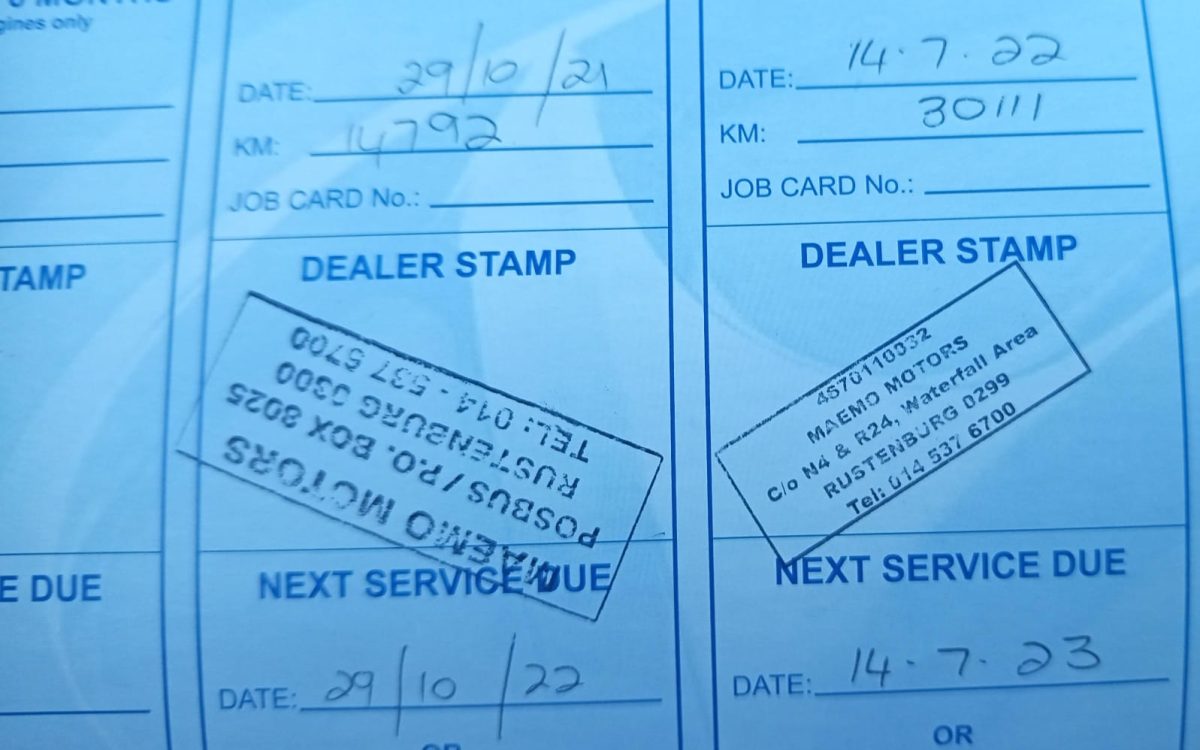 gines only
TAMP
E DUE
DATE: 29/10/21
KM: 14792
JOB CARD No.:
DEALER STAMP
MAEMO MOTORS
POSBUS / P.O. BOX 8025
RUSTENBURG 0300
TEL: 014 - 537 6700
NEXT SERVICE DUE
DATE: 29/10/22
OR
DATE: 14.7.22
KM: 30111
JOB CARD No.:
DEALER STAMP
MAEMO MOTORS
C/o N4 & R24, Waterfall Area
RUSTENBURG 0299
Tel: 014 537 6700
NEXT SERVICE DUE
DATE: 14.7.23
OR